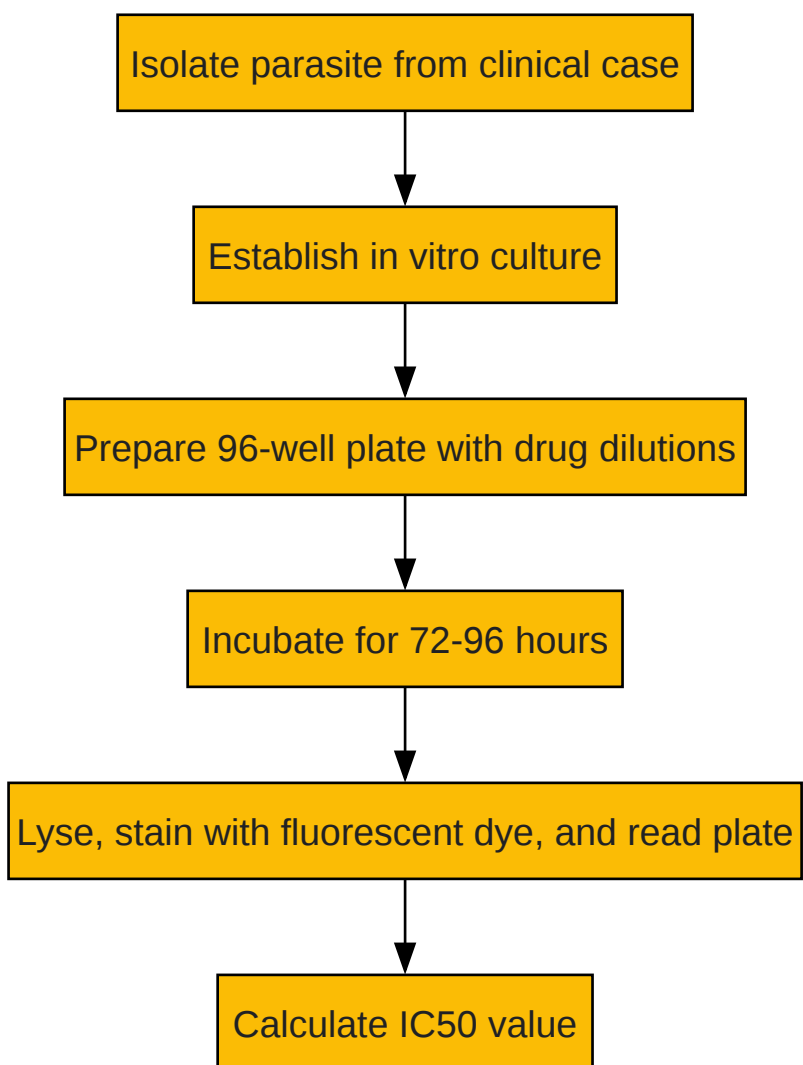 Isolate parasite from clinical case
Establish in vitro culture
Prepare 96-well plate with drug dilutions
Incubate for 72-96 hours
Lyse, stain with fluorescent dye, and read plate
Calculate IC50 value